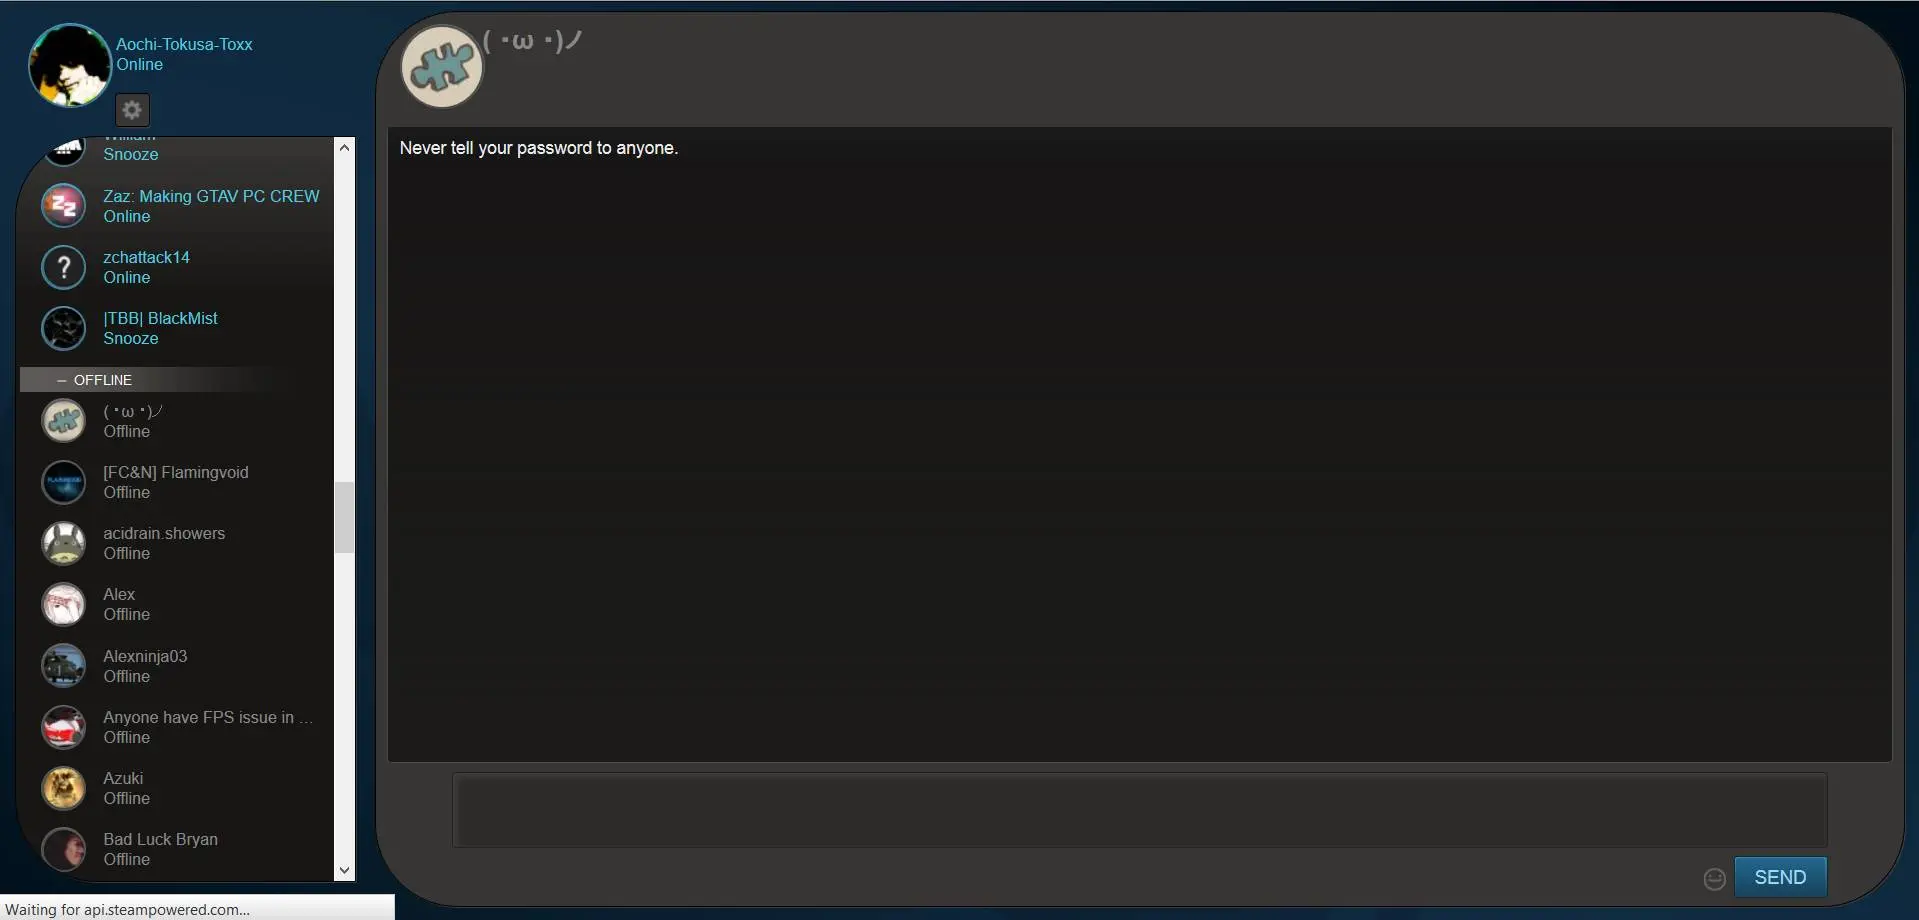 Aochi-Tokusa-Toxx
Online
William
Snooze
Zaz: Making GTAV PC CREW
Online
zchattack14
Online
|TBB| BlackMist
Snooze
– OFFLINE
( ・ω・)ノ
Offline
[FC&N] Flamingvoid
Offline
acidrain.showers
Offline
Alex
Offline
Alexninja03
Offline
Anyone have FPS issue in ...
Offline
Azuki
Offline
Bad Luck Bryan
Offline
Waiting for api.steampowered.com...
( ・ω・)ノ
Never tell your password to anyone.
SEND